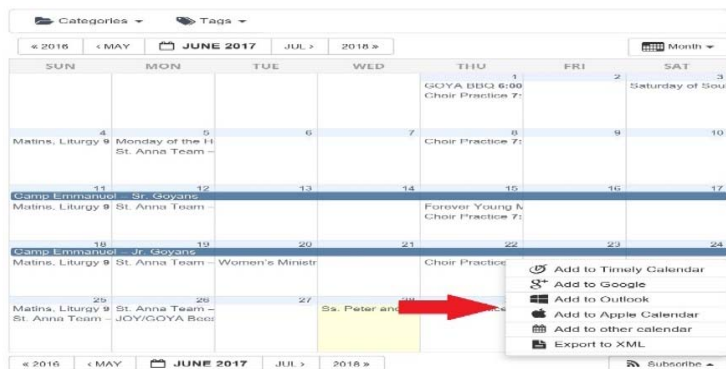 Categories Tags
« 2016 ‹ MAY JUNE 2017 JUL › 2018 » Month
SUN MON TUE WED THU FRI SAT
1 2 3
GOYA BBQ 6:00 Saturday of Sou
Choir Practice 7:
4 5 6 7 8 9 10
Matins, Liturgy 9 Monday of the H Choir Practice 7:
St. Anna Team –
11 12 13 14 15 16 17
Camp Emmanuel – Sr. Goyans
Matins, Liturgy 9 St. Anna Team – Forever Young M
Choir Practice 7:
18 19 20 21 22 23 24
Camp Emmanuel – Jr. Goyans
Matins, Liturgy 9 St. Anna Team – Women's Ministr Choir Practice
25 26 27
Matins, Liturgy 9 St. Anna Team – Ss. Peter and
St. Anna Team – JOY/GOYA
Add to Timely Calendar
Add to Google
Add to Outlook
Add to Apple Calendar
Add to other calendar
Export to XML
« 2016 ‹ MAY JUNE 2017 JUL › 2018 » Subscribe